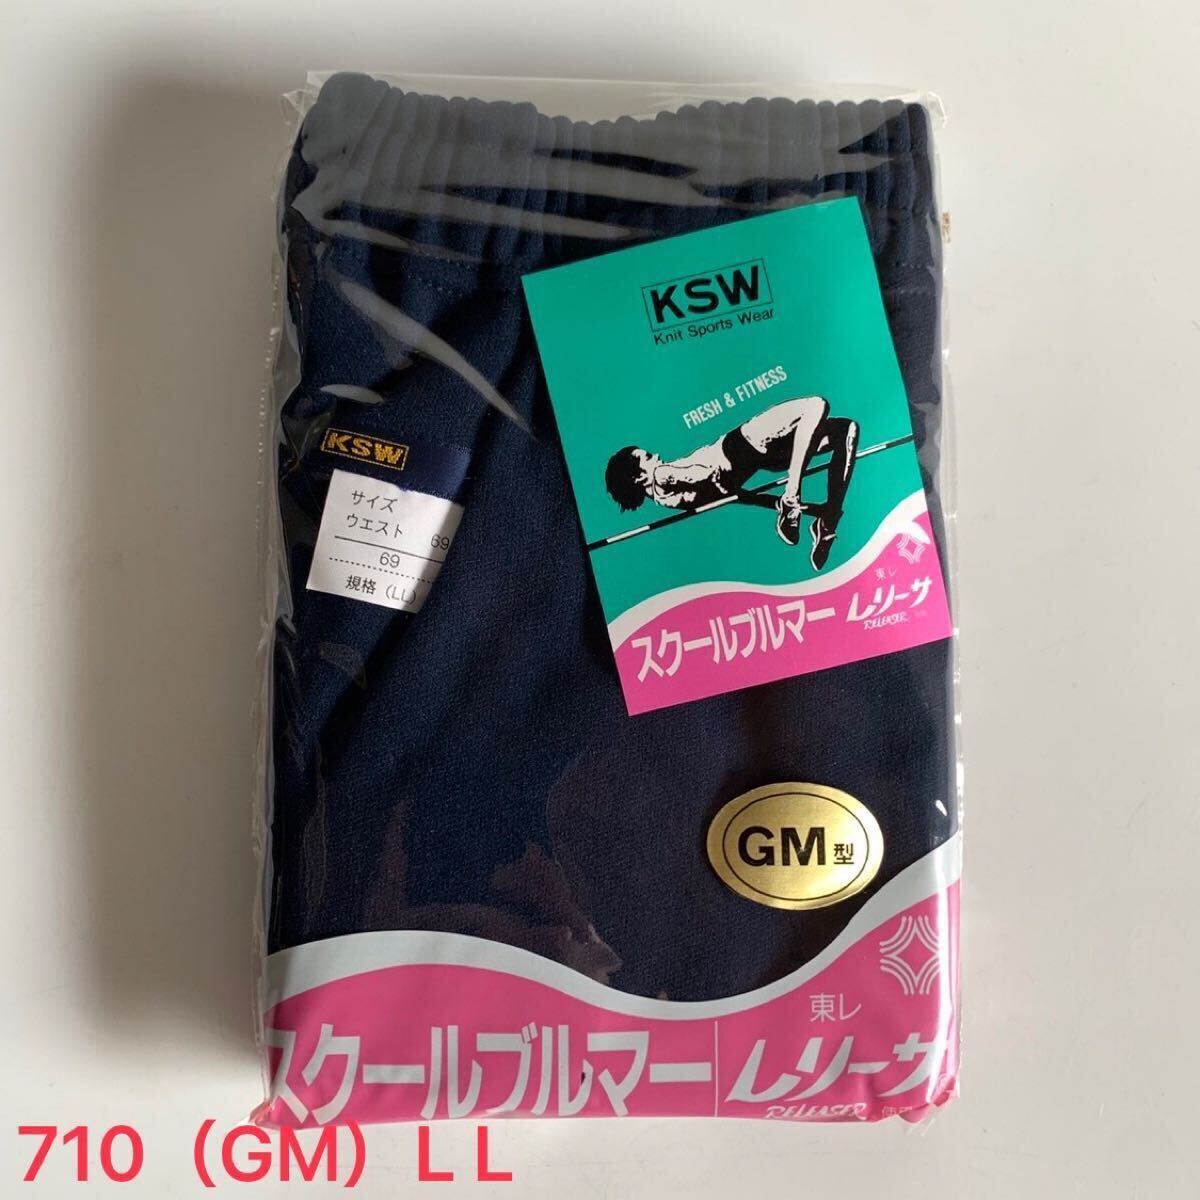 KSW
Knit Sports Wear
FRESH & FITNESS
KSW
サイズ
ウエスト 69
69
規格 (LL)
東レ
スクールブルマー レリーサ
RELEASER
GM型
東レ
スクールブルマー レリーサ
RELEASER
710（GM）L L